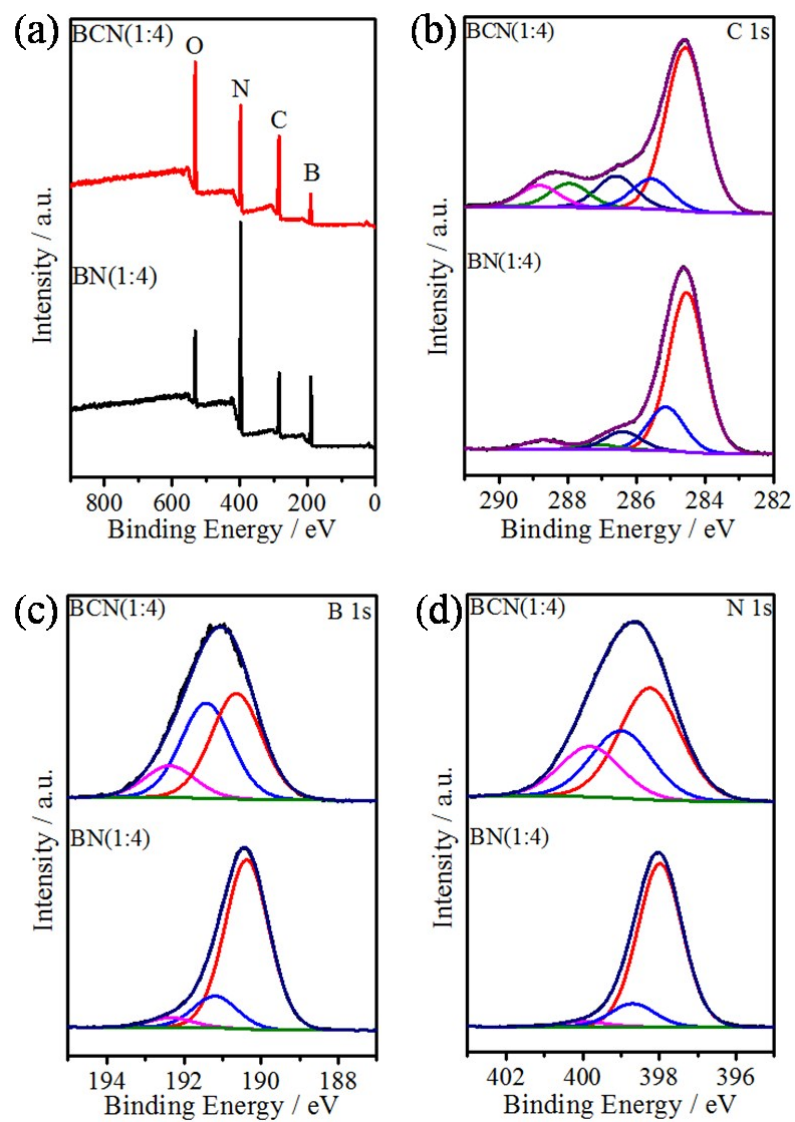 (a)
BCN(1:4)
O
N
C
B
BN(1:4)
Intensity / a.u.
800 600 400 200 0
Binding Energy / eV
(b)
BCN(1:4) C 1s
BN(1:4)
Intensity / a.u.
290 288 286 284 282
Binding Energy / eV
(c)
BCN(1:4) B 1s
BN(1:4)
Intensity / a.u.
194 192 190 188
Binding Energy / eV
(d)
BCN(1:4) N 1s
BN(1:4)
Intensity / a.u.
402 400 398 396
Binding Energy / eV